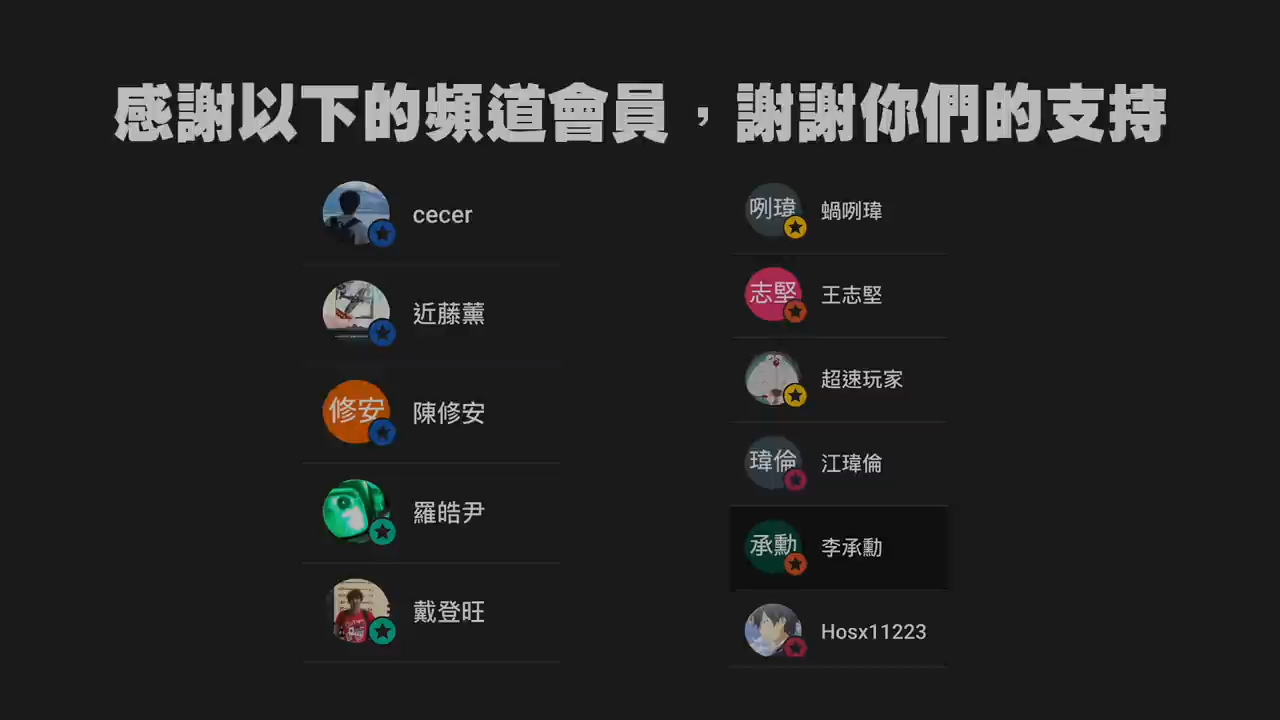 感謝以下的頻道會員，謝謝你們的支持
cecer
近藤薰
修安
陳修安
羅皓尹
戴登旺
咧瑋
蝸咧瑋
志堅
王志堅
超速玩家
瑋倫
江瑋倫
承勳
李承勳
Hosx11223